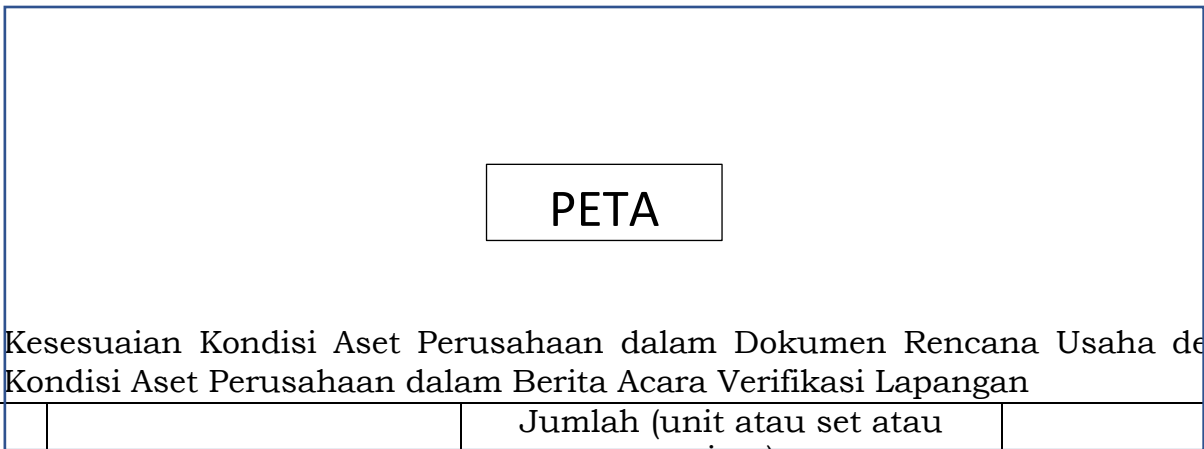 PETA
Kesesuaian Kondisi Aset Perusahaan dalam Dokumen Rencana Usaha de
Kondisi Aset Perusahaan dalam Berita Acara Verifikasi Lapangan
Jumlah (unit atau set atau